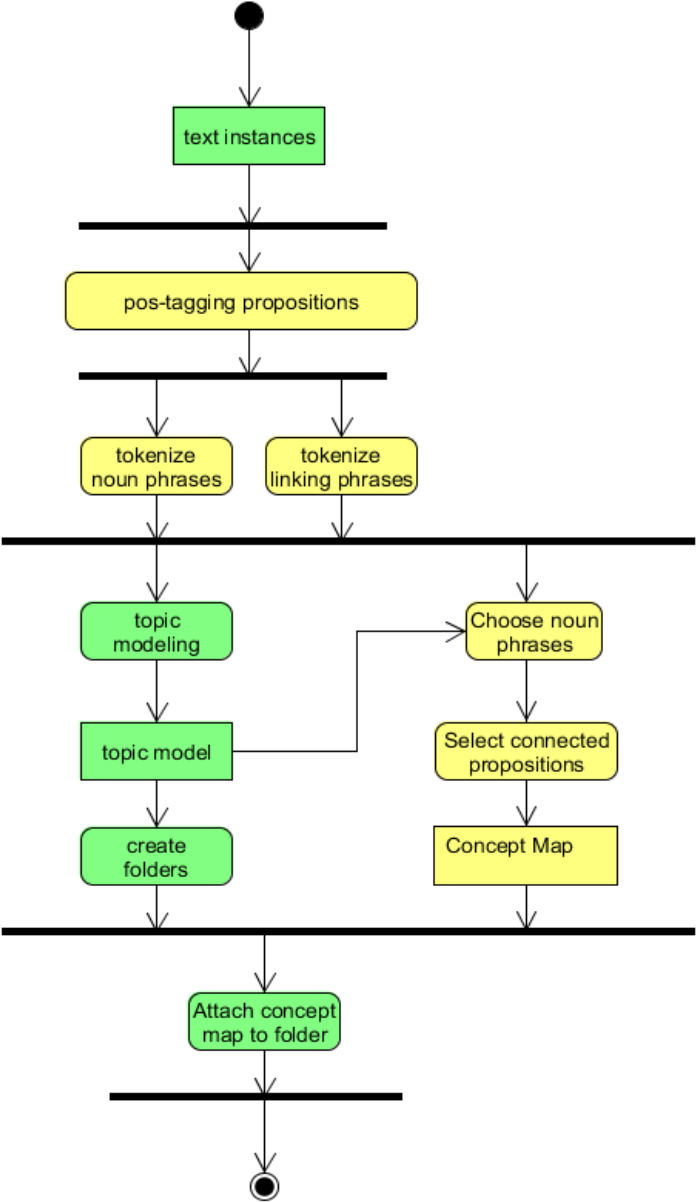 text instances
pos-tagging propositions
tokenize
noun phrases
tokenize
linking phrases
topic
modeling
Choose noun
phrases
topic model
Select connected
propositions
create
folders
Concept Map
Attach concept
map to folder